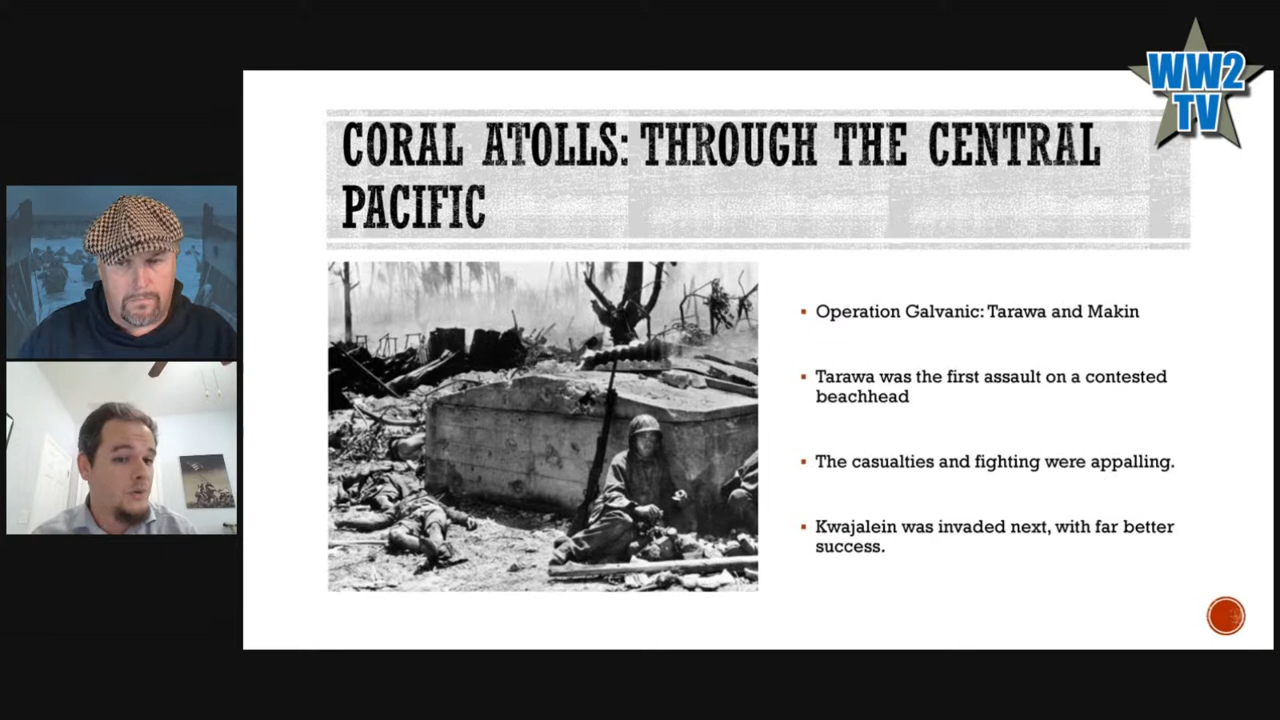 WW2
TV
CORAL ATOLLS: THROUGH THE CENTRAL
PACIFIC
Operation Galvanic: Tarawa and Makin
Tarawa was the first assault on a contested
beachhead
The casualties and fighting were appalling.
Kwajalein was invaded next, with far better
success.